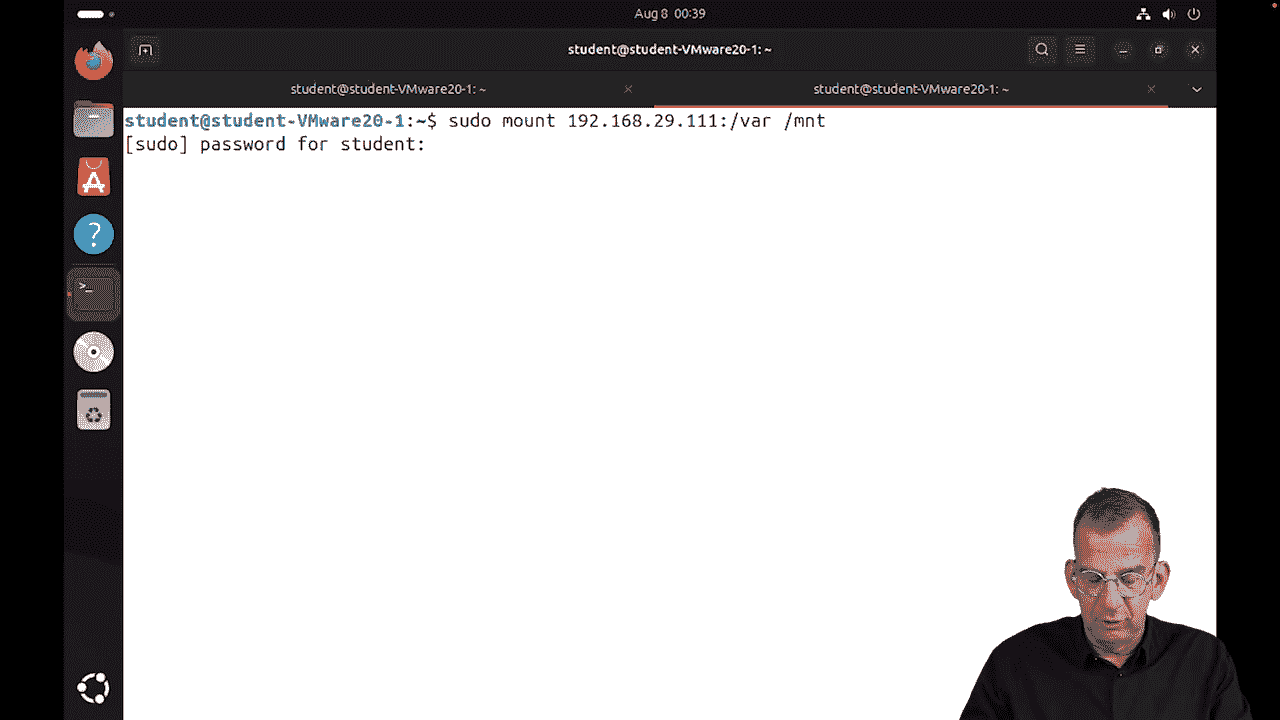 Aug 8 00:39
student@student-VMware20-1: ~
student@student-VMware20-1: ~
student@student-VMware20-1: ~
student@student-VMware20-1:~$ sudo mount 192.168.29.111:/var /mnt
[sudo] password for student: